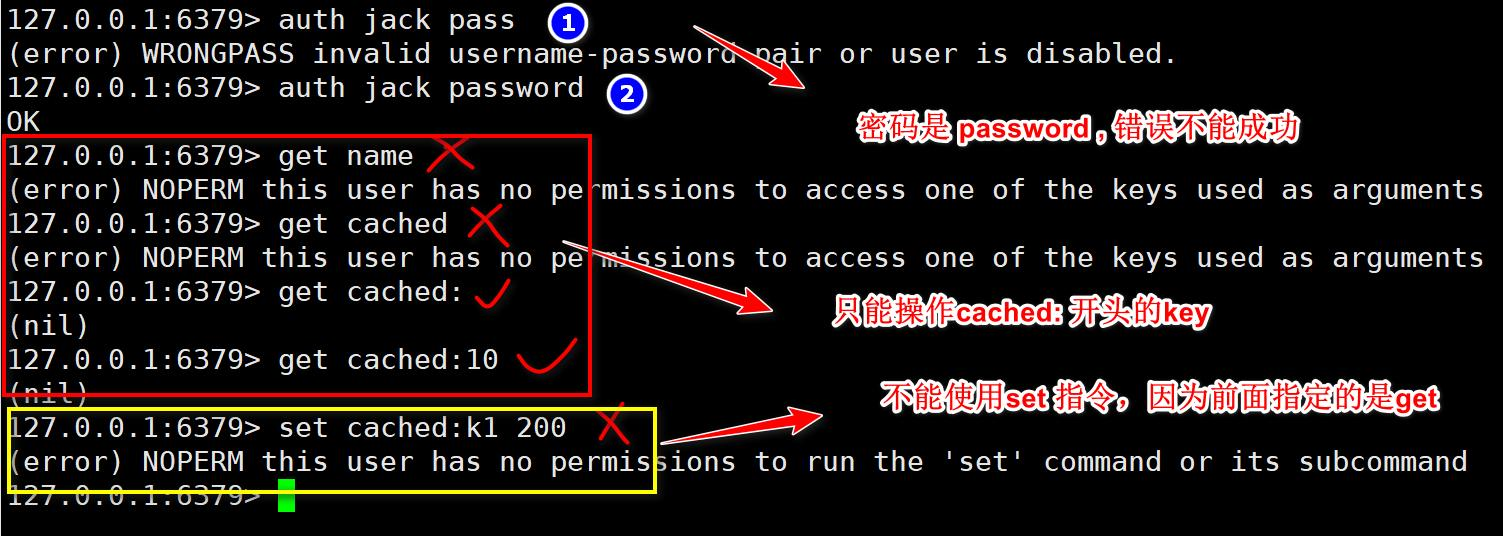 127.0.0.1:6379> auth jack pass 1
(error) WRONGPASS invalid username-password pair or user is disabled.
127.0.0.1:6379> auth jack password 2
密码是 password , 错误不能成功
OK
127.0.0.1:6379> get name
(error) NOPERM this user has no permissions to access one of the keys used as arguments
127.0.0.1:6379> get cached
(error) NOPERM this user has no permissions to access one of the keys used as arguments
127.0.0.1:6379> get cached:
只能操作cached: 开头的key
(nil)
127.0.0.1:6379> get cached:10
(nil)
不能使用set 指令，因为前面指定的是get
127.0.0.1:6379> set cached:k1 200
(error) NOPERM this user has no permissions to run the 'set' command or its subcommand
127.0.0.1:6379>